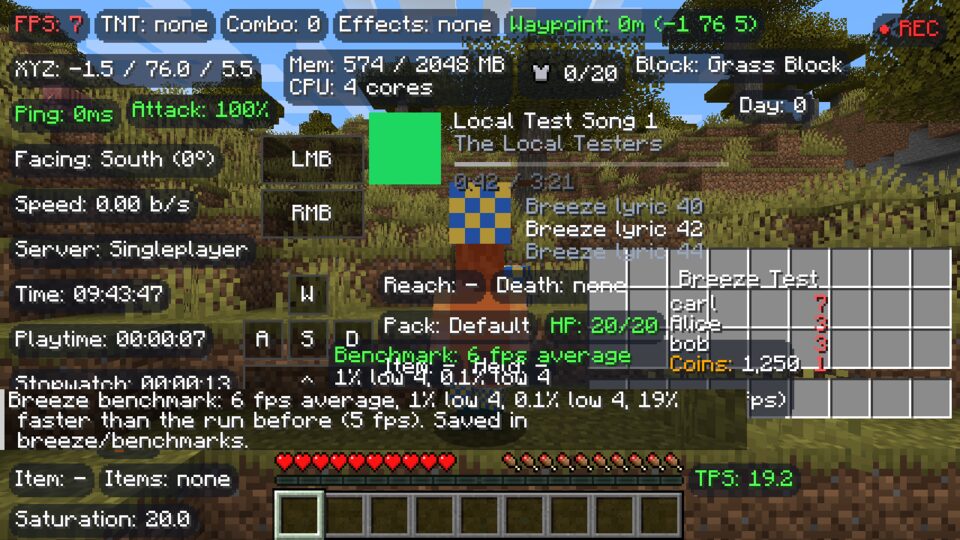 FPS: 7 TNT: none Combo: 0 Effects: none Waypoint: 0m (-1 76 5) REC
XYZ: -1.5 / 76.0 / 5.5 Mem: 574 / 2048 MB 0/20 Block: Grass Block
CPU: 4 cores
Day: 0
Ping: 0ms Attack: 100%
Local Test Song 1
The Local Testers
Facing: South (0°) LMB
0:42 / 3:21
Speed: 0.00 b/s RMB
Breeze lyric 40
Breeze lyric 42
Breeze lyric 44
Server: Singleplayer
Breeze Test
Reach: - Death: none
Time: 09:43:47 W
carl 7
Alice 3
bob 3
Coins: 1,250 1
Pack: Default HP: 20/20
Playtime: 00:00:07 A S D
Benchmark: 6 fps average
Item: - Held: -
1% low 4, 0.1% low 4
Stopwatch: 00:00:13
Breeze benchmark: 6 fps average, 1% low 4, 0.1% low 4, 19%
faster than the run before (5 fps). Saved in
breeze/benchmarks.
fps)
Item: - Items: none TPS: 19.2
Saturation: 20.0